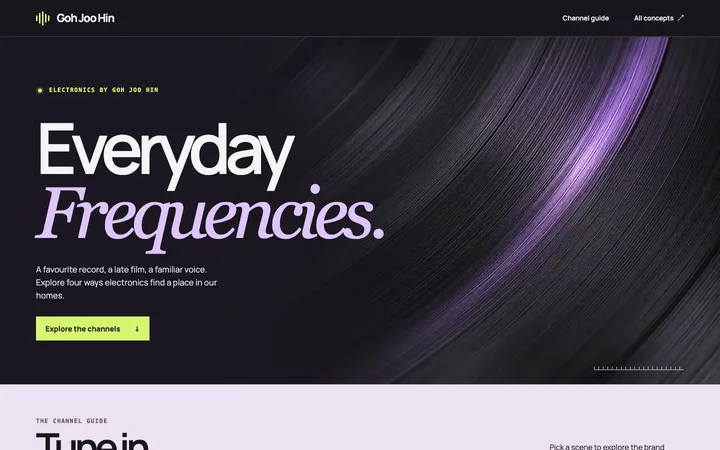 Goh Joo Hin
Channel guide
All concepts ↗
ELECTRONICS BY GOH JOO HIN
Everyday
Frequencies.
A favourite record, a late film, a familiar voice.
Explore four ways electronics find a place in our
homes.
Explore the channels ↓
THE CHANNEL GUIDE
Tune in
Pick a scene to explore the brand